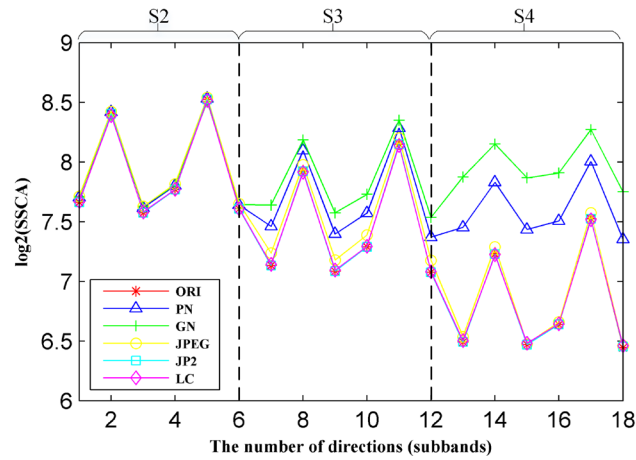 S2 S3 S4
9
8.5
8
7.5
7
6.5
6
log2(SSCA)
ORI
PN
GN
JPEG
JP2
LC
2 4 6 8 10 12 14 16 18
The number of directions (subbands)